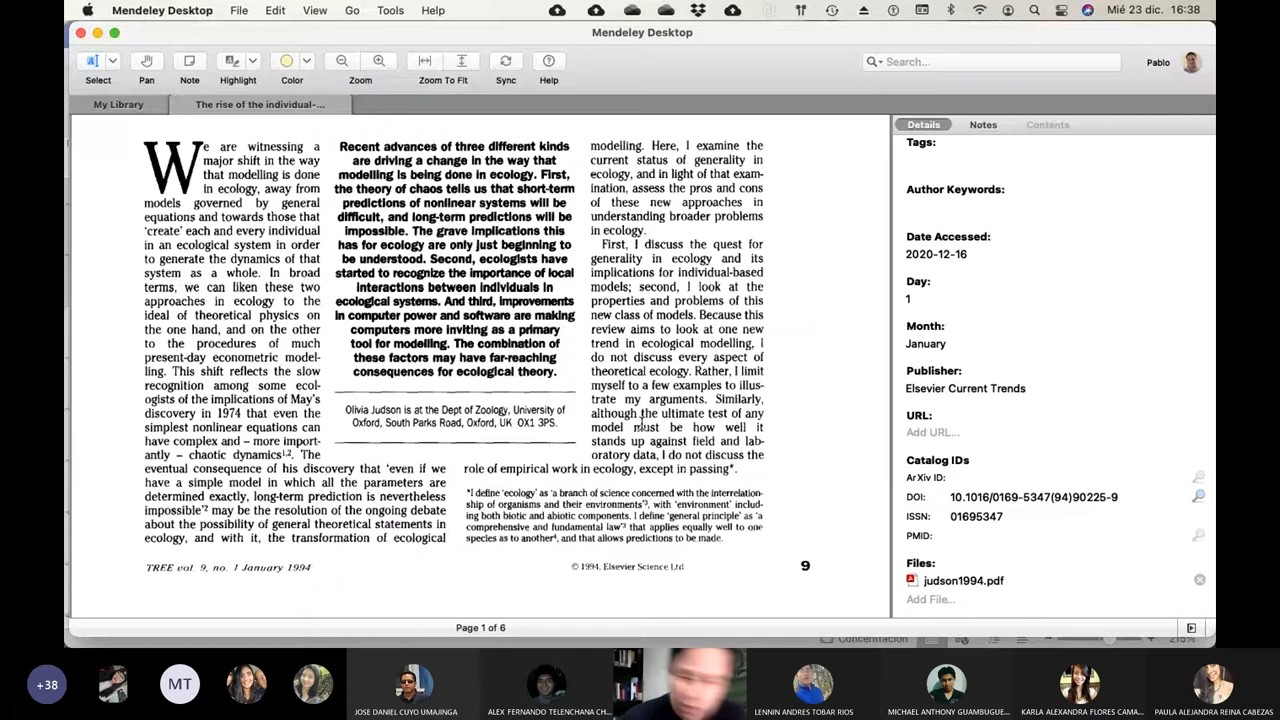 Mendeley Desktop File Edit View Go Tools Help Mié 23 dic. 16:38
Mendeley Desktop
Select Pan Note Highlight Color Zoom Zoom To Fit Sync Help
Search... Pablo
My Library The rise of the individual-...
We are witnessing a
major shift in the way
that modelling is done
in ecology, away from
models governed by general
equations and towards those that
'create' each and every individual
in an ecological system in order
to generate the dynamics of that
system as a whole. In broad
terms, we can liken these two
approaches in ecology to the
ideal of theoretical physics on
the one hand, and on the other
to the procedures of much
present-day econometric model-
ling. This shift reflects the slow
recognition among some ecol-
ogists of the implications of May's
discovery in 1974 that even the
simplest nonlinear equations can
have complex and – more import-
antly – chaotic dynamics1,2. The
eventual consequence of his discovery that 'even if we
have a simple model in which all the parameters are
determined exactly, long-term prediction is nevertheless
impossible'2 may be the resolution of the ongoing debate
about the possibility of general theoretical statements in
ecology, and with it, the transformation of ecological
Recent advances of three different kinds
are driving a change in the way that
modelling is being done in ecology. First,
the theory of chaos tells us that short-term
predictions of nonlinear systems will be
difficult, and long-term predictions will be
impossible. The grave implications this
has for ecology are only just beginning to
be understood. Second, ecologists have
started to recognize the importance of local
interactions between individuals in
ecological systems. And third, improvements
in computer power and software are making
computers more inviting as a primary
tool for modelling. The combination of
these factors may have far-reaching
consequences for ecological theory.
Olivia Judson is at the Dept of Zoology, University of
Oxford, South Parks Road, Oxford, UK OX1 3PS.
modelling. Here, I examine the
current status of generality in
ecology, and in light of that exam-
ination, assess the pros and cons
of these new approaches in
understanding broader problems
in ecology.
First, I discuss the quest for
generality in ecology and its
implications for individual-based
models; second, I look at the
properties and problems of this
new class of models. Because this
review aims to look at one new
trend in ecological modelling, I
do not discuss every aspect of
theoretical ecology. Rather, I limit
myself to a few examples to illus-
trate my arguments. Similarly,
although the ultimate test of any
model must be how well it
stands up against field and lab-
oratory data, I do not discuss the
role of empirical work in ecology, except in passing*.
*I define 'ecology' as 'a branch of science concerned with the interrelation-
ship of organisms and their environments'3, with 'environment' includ-
ing both biotic and abiotic components. I define 'general principle' as 'a
comprehensive and fundamental law'3 that applies equally well to one
species as to another4, and that allows predictions to be made.
TREE vol. 9, no. 1 January 1994 © 1994, Elsevier Science Ltd 9
Page 1 of 6
Details Notes Contents
Tags:
Author Keywords:
Date Accessed:
2020-12-16
Day:
1
Month:
January
Publisher:
Elsevier Current Trends
URL:
Add URL...
Catalog IDs
ArXiv ID:
DOI: 10.1016/0169-5347(94)90225-9
ISSN: 01695347
PMID:
Files:
judson1994.pdf
Add File...
Concentración 216%
+38 MT
JOSE DANIEL CUYO UMAJINGA ALEX FERNANDO TELENCHANA CH... LENNIN ANDRES TOBAR RIOS MICHAEL ANTHONY GUAMBUGUE... KARLA ALEXANDRA FLORES CAMA... PAULA ALEJANDRA REINA CABEZAS